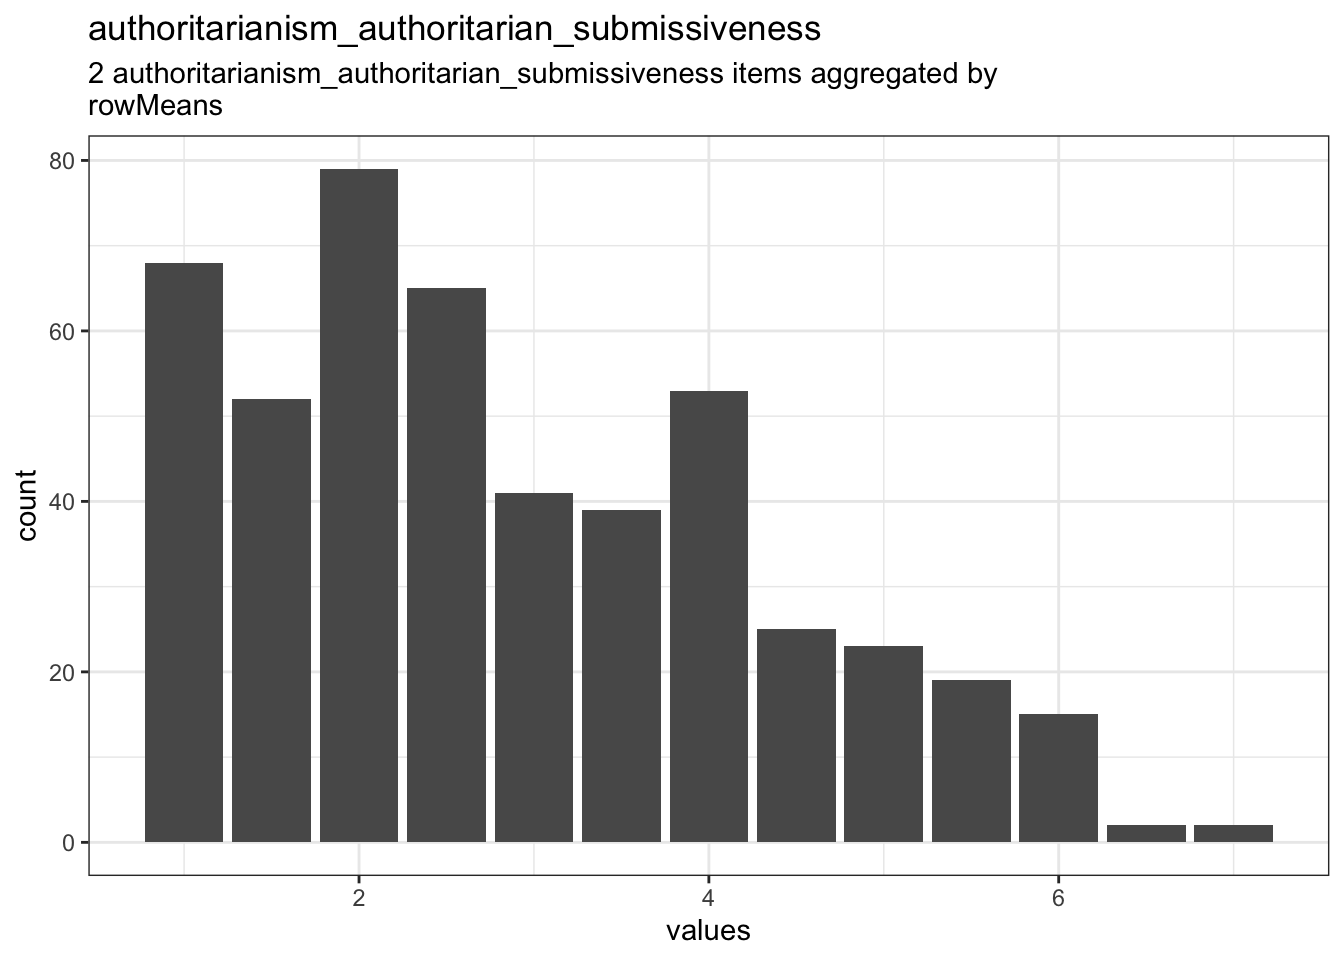 authoritarianism_authoritarian_submissiveness
2 authoritarianism_authoritarian_submissiveness items aggregated by
rowMeans
80
60
40
20
0
count
2
4
6
values